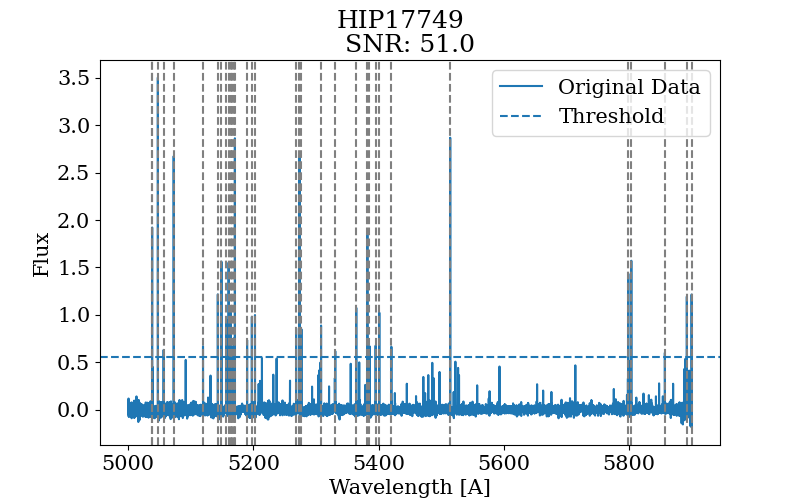 HIP17749
SNR: 51.0
Original Data
Threshold
Flux
3.5
3.0
2.5
2.0
1.5
1.0
0.5
0.0
5000 5200 5400 5600 5800
Wavelength [A]